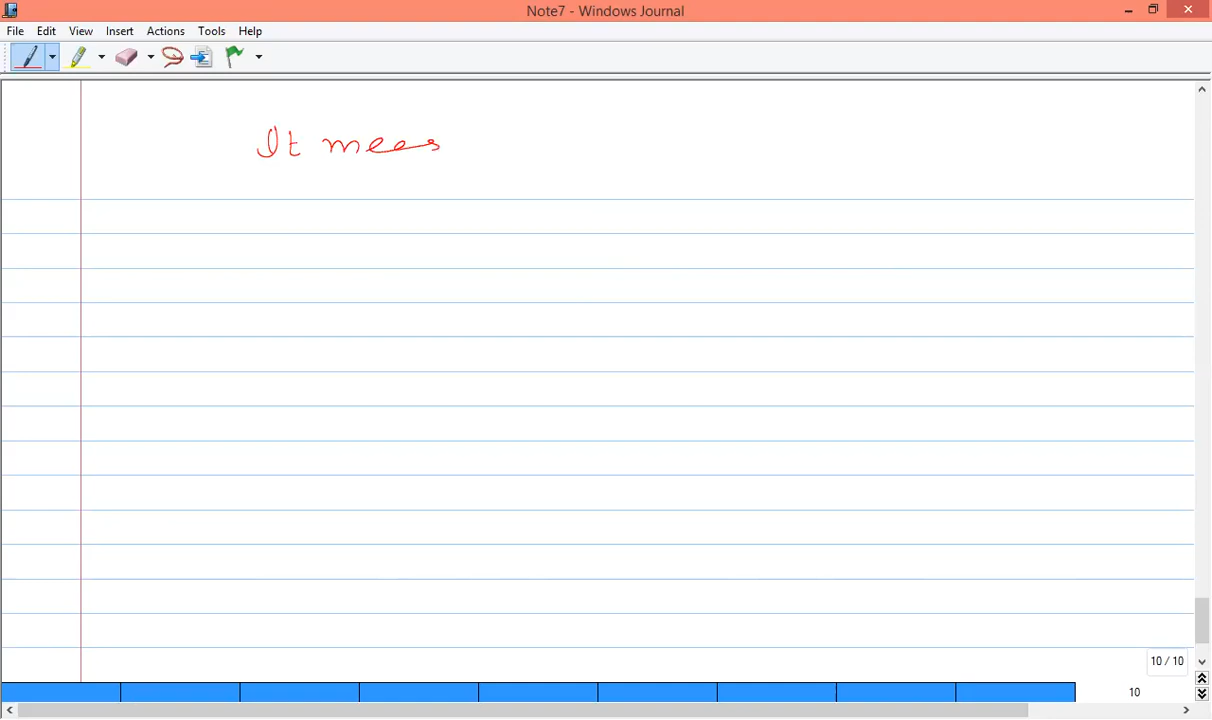 Note7 - Windows Journal
File Edit View Insert Actions Tools Help
It mees
10 / 10
10